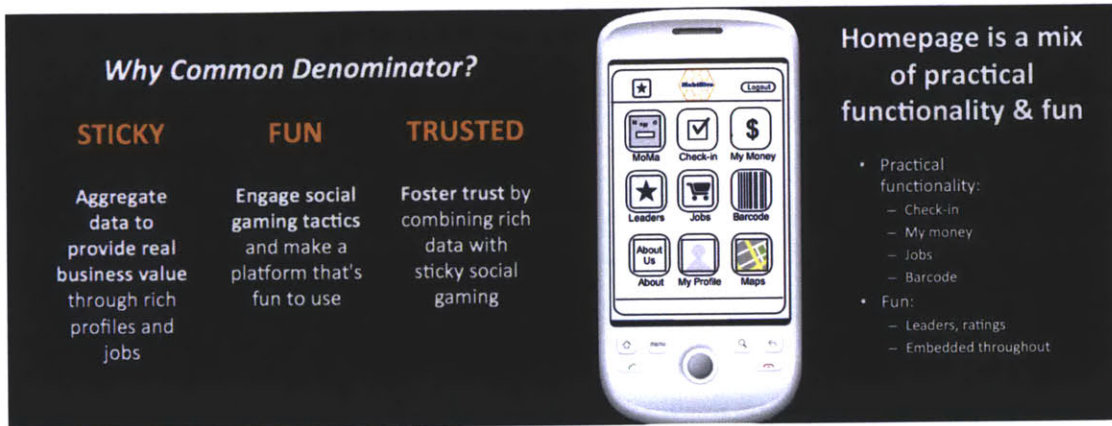 Why Common Denominator?
STICKY
Aggregate
data to
provide real
business value
through rich
profiles and
jobs
FUN
Engage social
gaming tactics
and make a
platform that's
fun to use
TRUSTED
Foster trust by
combining rich
data with
sticky social
gaming
Logout
MoMa Check-in My Money
$
Leaders Jobs Barcode
About
Us
About My Profile Maps
menu
Homepage is a mix
of practical
functionality & fun
• Practical
functionality:
– Check-in
– My money
– Jobs
– Barcode
• Fun:
– Leaders, ratings
– Embedded throughout